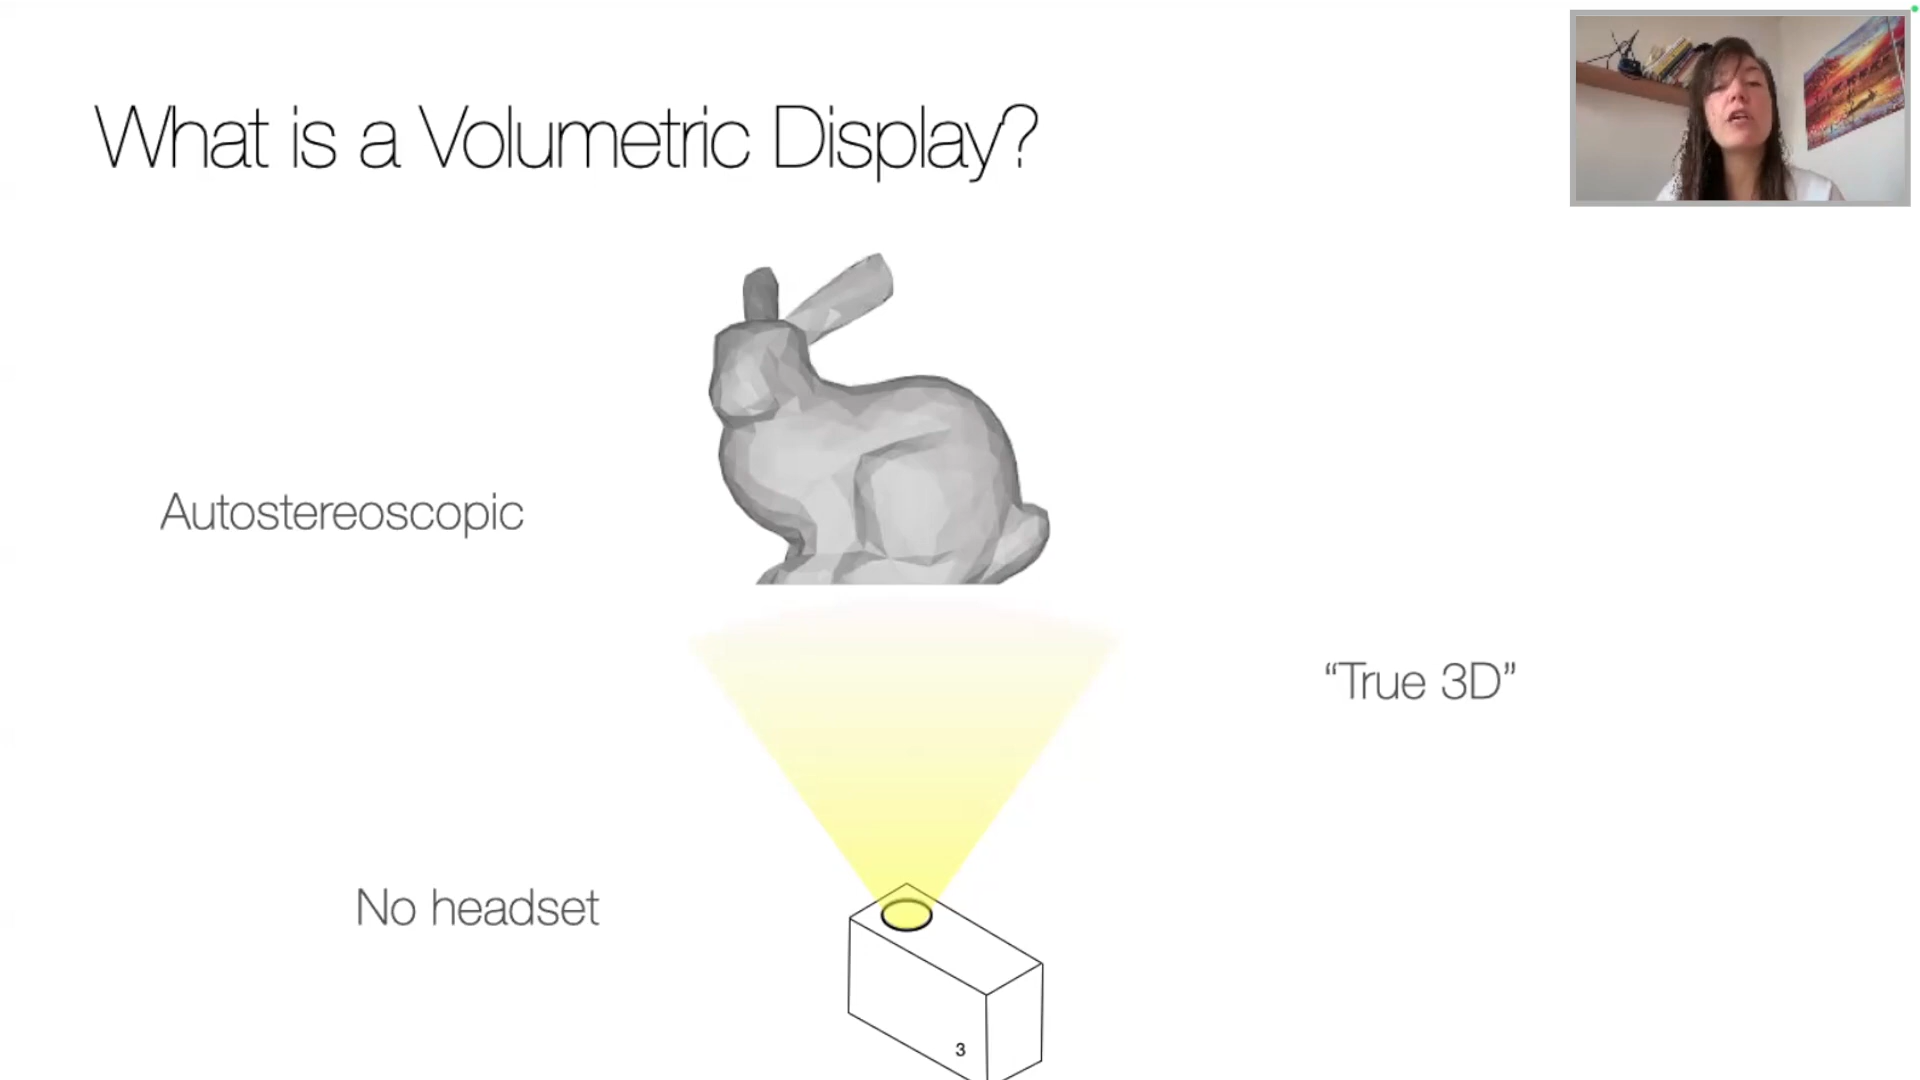 What is a Volumetric Display?
Autostereoscopic
“True 3D”
No headset
3